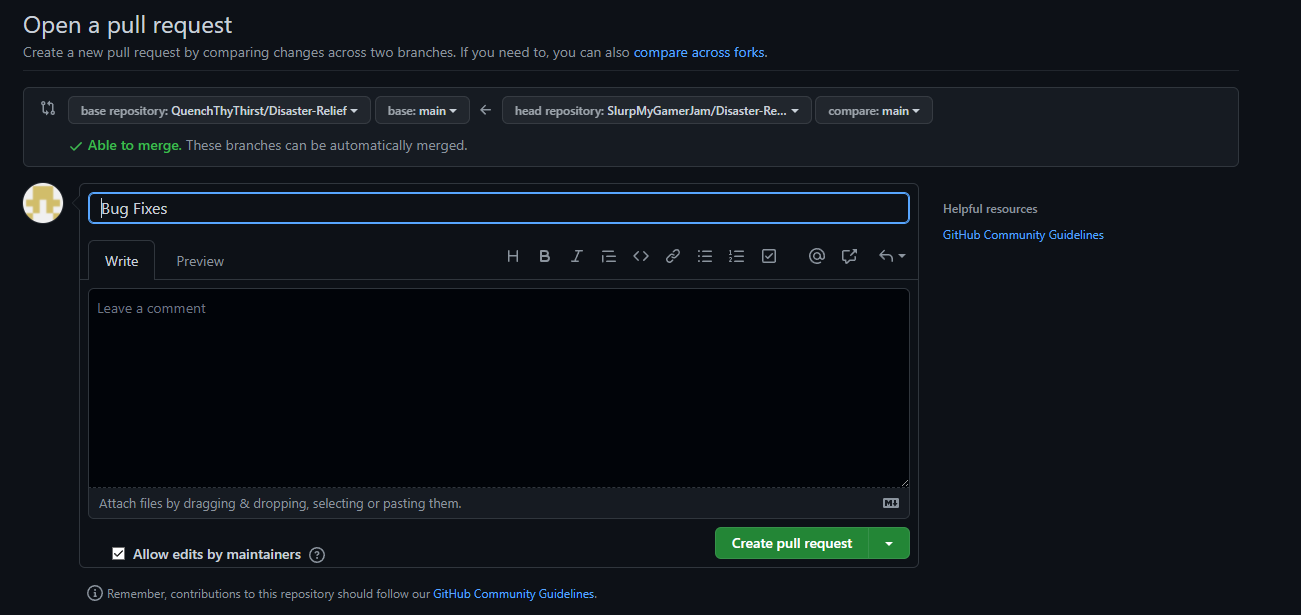 Open a pull request
Create a new pull request by comparing changes across two branches. If you need to, you can also compare across forks.
base repository: QuenchThyThirst/Disaster-Relief base: main head repository: SlurpMyGamerJam/Disaster-Re... compare: main
Able to merge. These branches can be automatically merged.
Bug Fixes
Helpful resources
GitHub Community Guidelines
Write Preview
Leave a comment
Attach files by dragging & dropping, selecting or pasting them.
Create pull request
Allow edits by maintainers
Remember, contributions to this repository should follow our GitHub Community Guidelines.